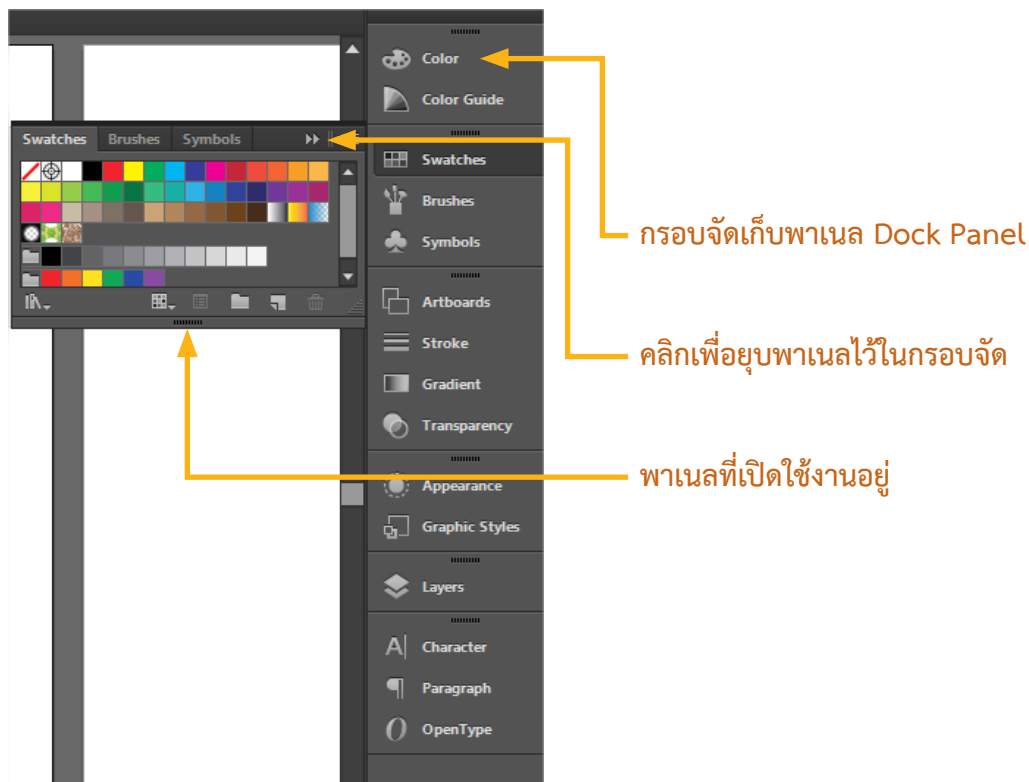 Color
Color Guide
Swatches Brushes Symbols
Swatches
Brushes
Symbols
กรอบจัดเก็บพาเนล Dock Panel
Artboards
Stroke
คลิกเพื่อยุบพาเนลไว้ในกรอบจัด
Gradient
Transparency
พาเนลที่เปิดใช้งานอยู่
Appearance
Graphic Styles
Layers
Character
Paragraph
OpenType